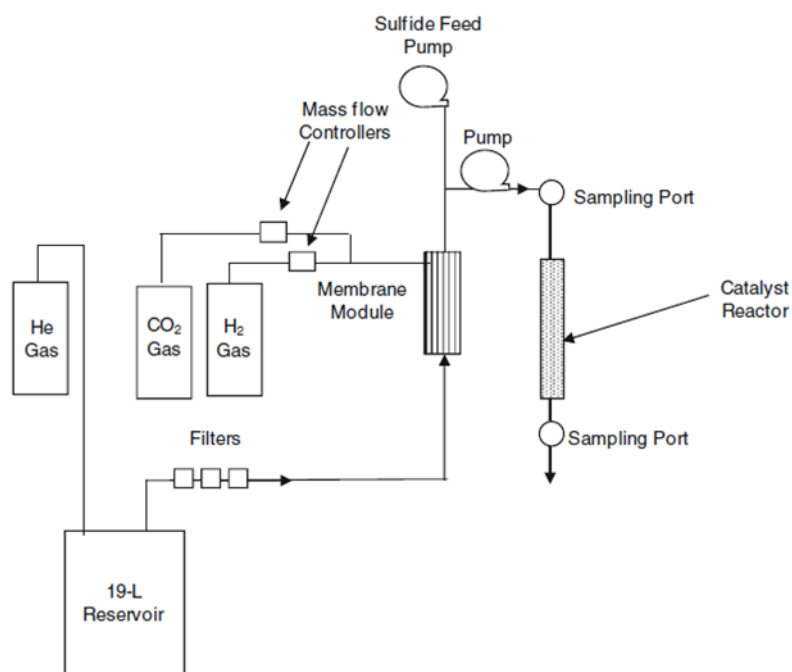 Sulfide Feed
Pump
Mass flow
Controllers
Pump
Sampling Port
He
Gas
CO₂
Gas
H₂
Gas
Membrane
Module
Catalyst
Reactor
Filters
Sampling Port
19-L
Reservoir